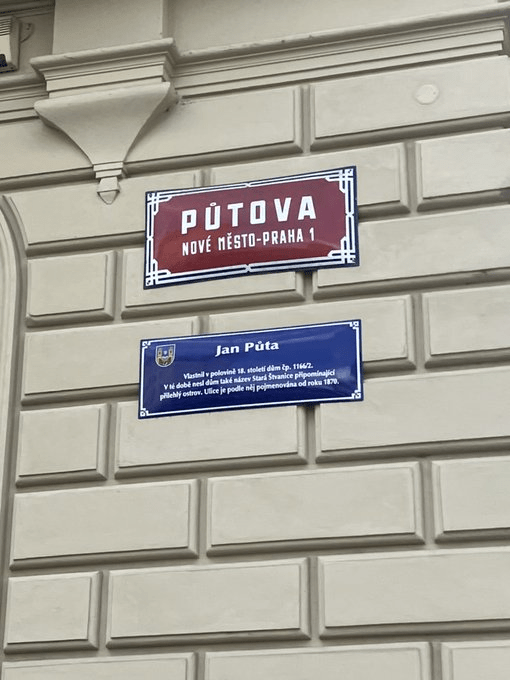 PŮTOVA
NOVÉ MĚSTO-PRAHA 1
Jan Půta
Vlastnil v polovině 18. století dům čp. 1166/2.
V té době nesl dům také název Stará Štvanice připomínající
přilehlý ostrov. Ulice je podle něj pojmenována od roku 1870.